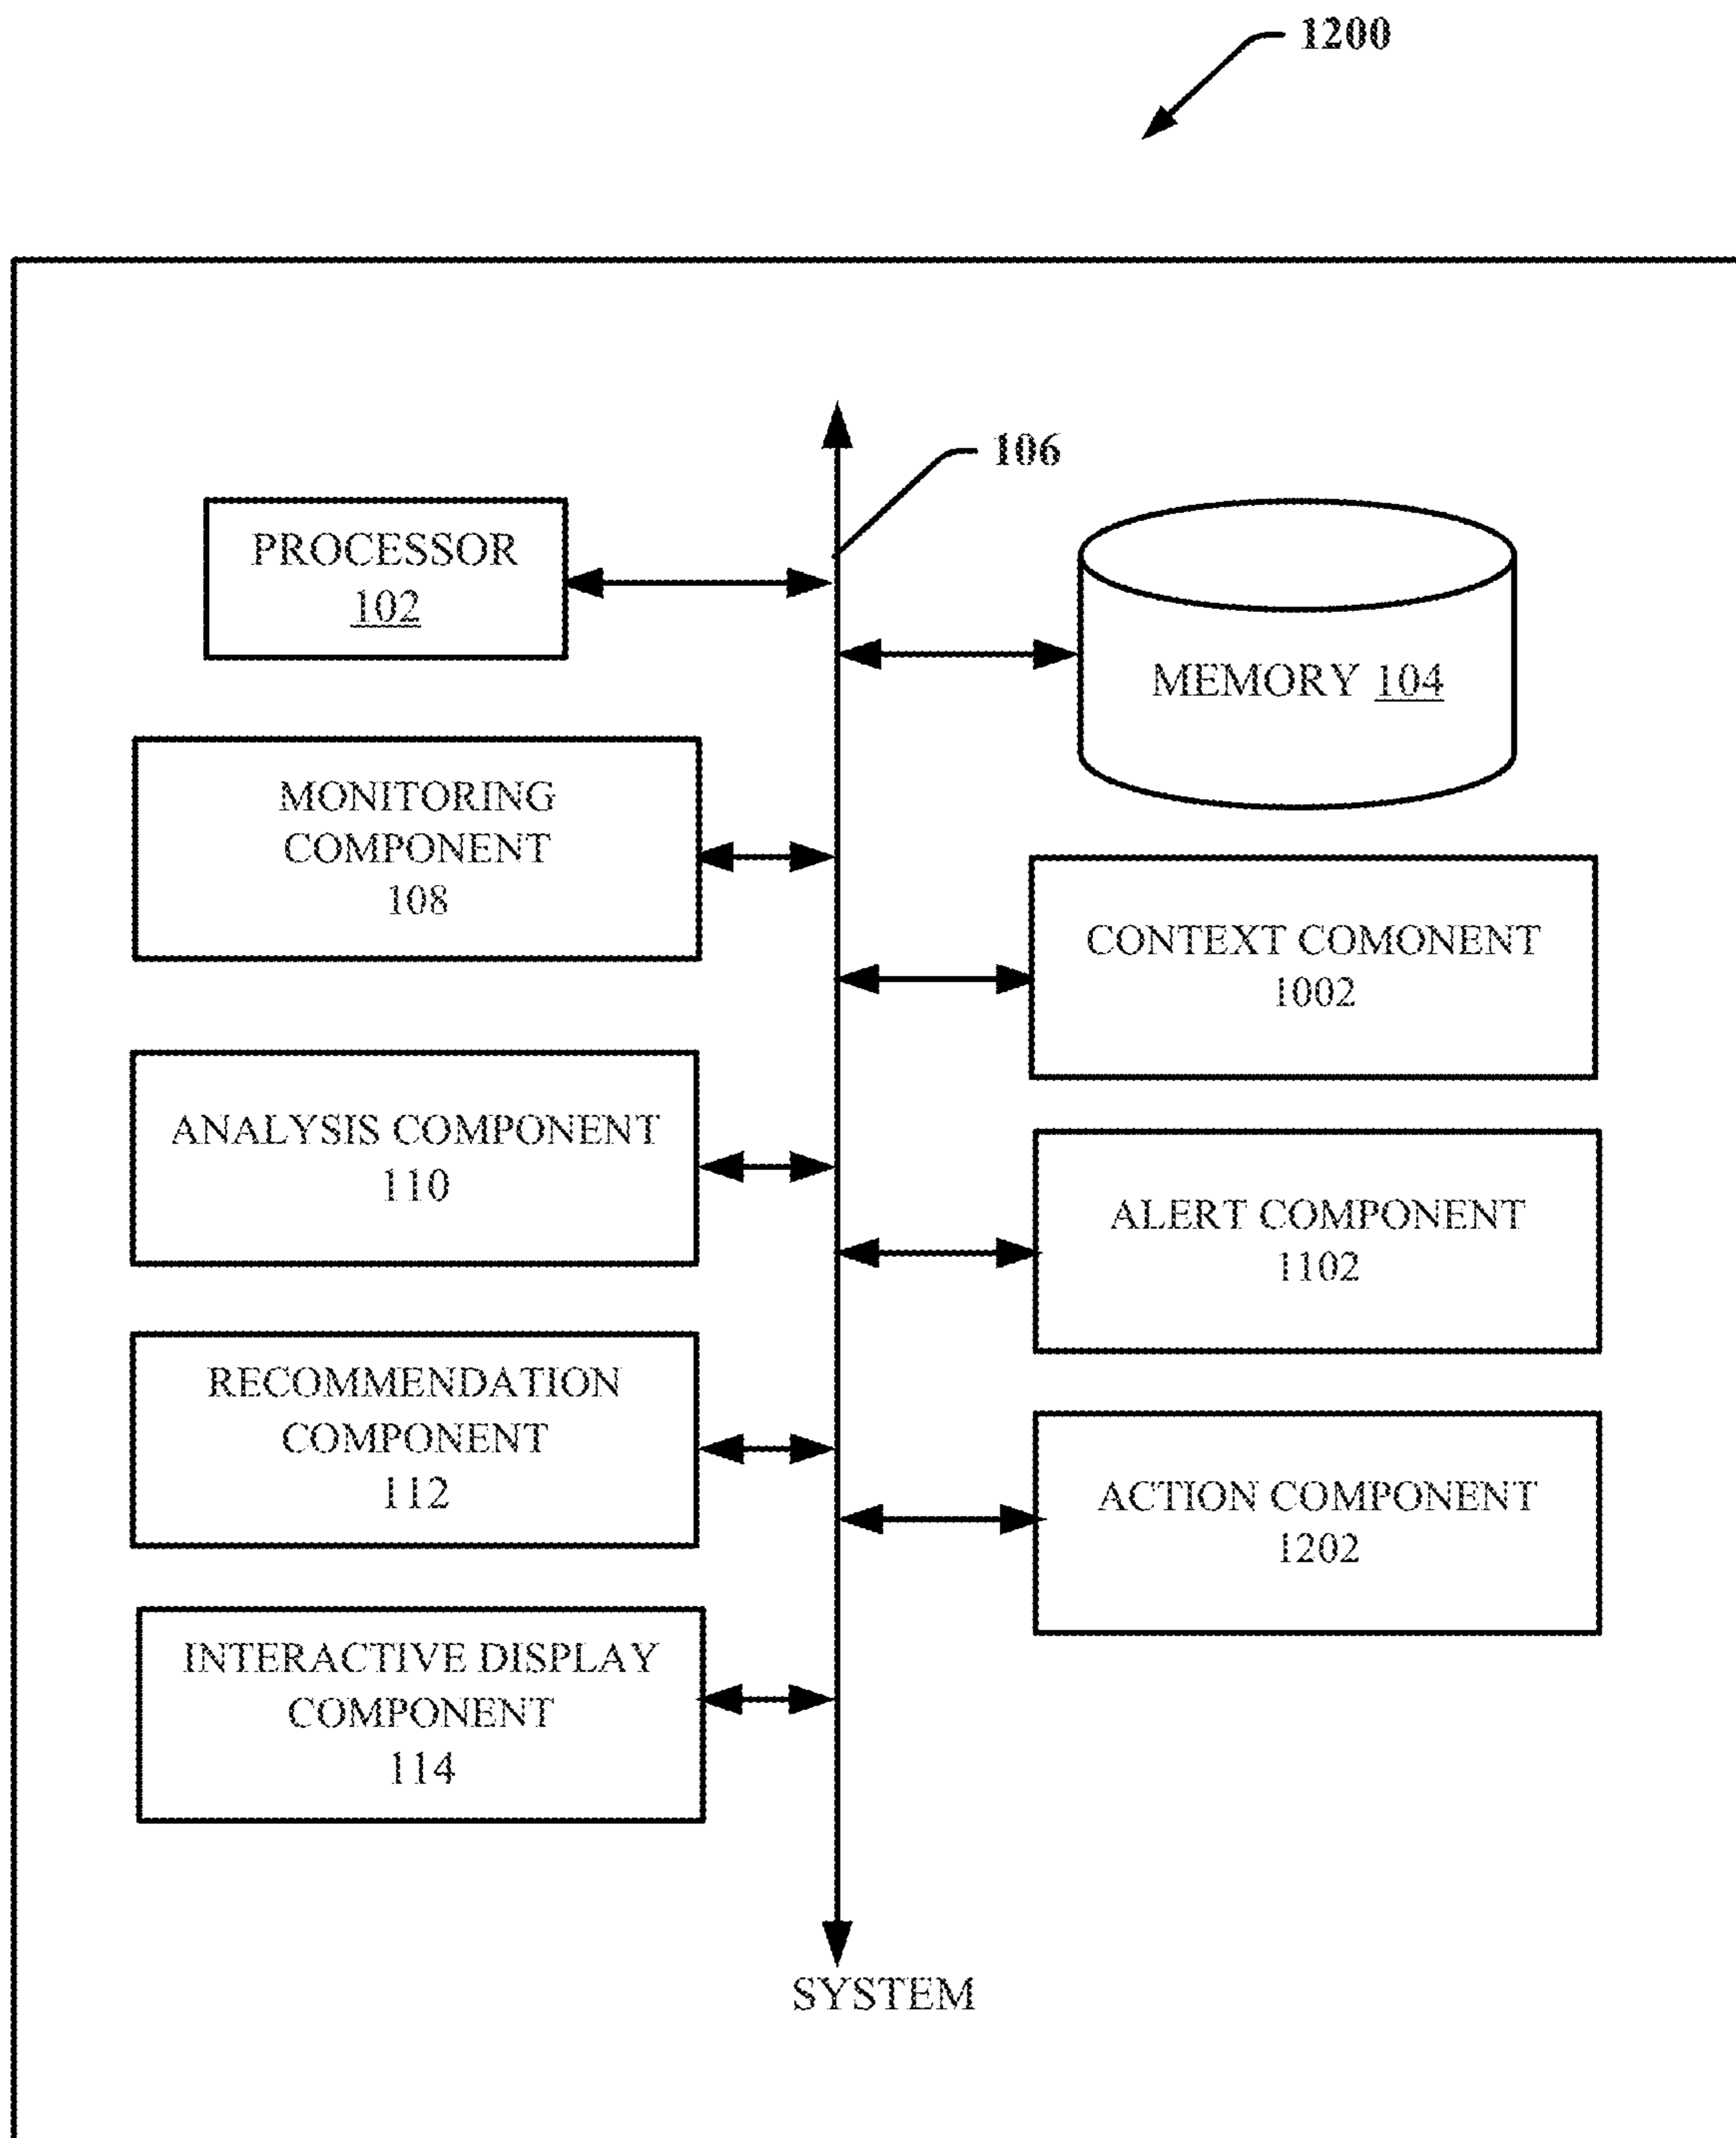 1200
106
PROCESSOR
102
MEMORY 104
MONITORING
COMPONENT
108
CONTEXT COMONENT
1002
ANALYSIS COMPONENT
110
ALERT COMPONENT
1102
RECOMMENDATION
COMPONENT
112
ACTION COMPONENT
1202
INTERACTIVE DISPLAY
COMPONENT
114
SYSTEM